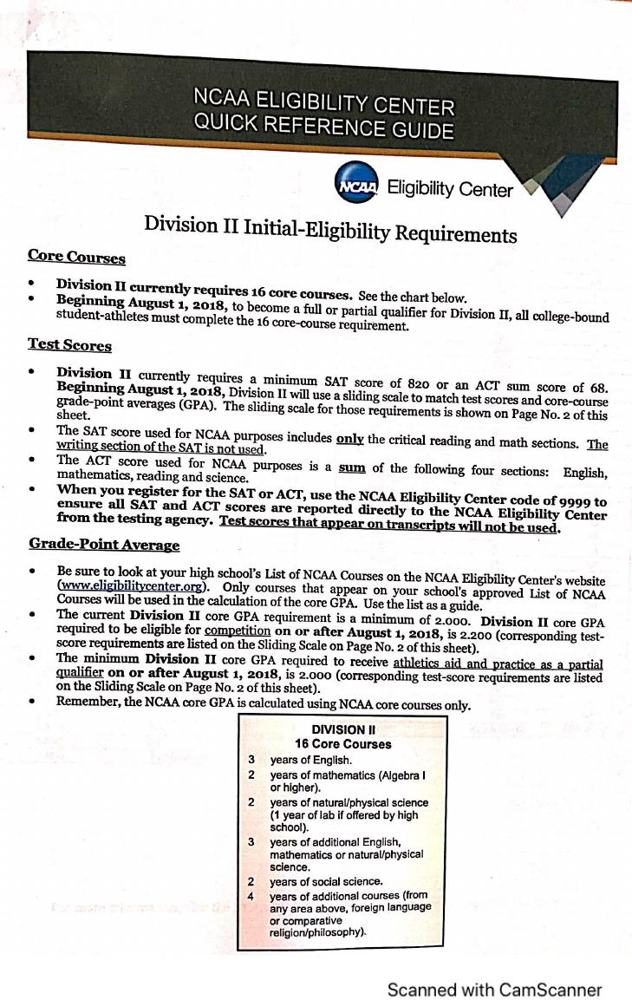 NCAA ELIGIBILITY CENTER
QUICK REFERENCE GUIDE
NCAA Eligibility Center
Division II Initial-Eligibility Requirements
Core Courses
• Division II currently requires 16 core courses. See the chart below.
• Beginning August 1, 2018, to become a full or partial qualifier for Division II, all college-bound
student-athletes must complete the 16 core-course requirement.
Test Scores
• Division II currently requires a minimum SAT score of 820 or an ACT sum score of 68.
Beginning August 1, 2018, Division II will use a sliding scale to match test scores and core-course
grade-point averages (GPA). The sliding scale for those requirements is shown on Page No. 2 of this
sheet.
• The SAT score used for NCAA purposes includes only the critical reading and math sections. The
writing section of the SAT is not used.
• The ACT score used for NCAA purposes is a sum of the following four sections: English,
mathematics, reading and science.
• When you register for the SAT or ACT, use the NCAA Eligibility Center code of 9999 to
ensure all SAT and ACT scores are reported directly to the NCAA Eligibility Center
from the testing agency. Test scores that appear on transcripts will not be used.
Grade-Point Average
• Be sure to look at your high school's List of NCAA Courses on the NCAA Eligibility Center's website
(www.eligibilitycenter.org). Only courses that appear on your school's approved List of NCAA
Courses will be used in the calculation of the core GPA. Use the list as a guide.
• The current Division II core GPA requirement is a minimum of 2.000. Division II core GPA
required to be eligible for competition on or after August 1, 2018, is 2.200 (corresponding test-
score requirements are listed on the Sliding Scale on Page No. 2 of this sheet).
• The minimum Division II core GPA required to receive athletics aid and practice as a partial
qualifier on or after August 1, 2018, is 2.000 (corresponding test-score requirements are listed
on the Sliding Scale on Page No. 2 of this sheet).
• Remember, the NCAA core GPA is calculated using NCAA core courses only.
DIVISION II
16 Core Courses
3 years of English.
2 years of mathematics (Algebra I
or higher).
2 years of natural/physical science
(1 year of lab if offered by high
school).
3 years of additional English,
mathematics or natural/physical
science.
2 years of social science.
4 years of additional courses (from
any area above, foreign language
or comparative
religion/philosophy).
Scanned with CamScanner